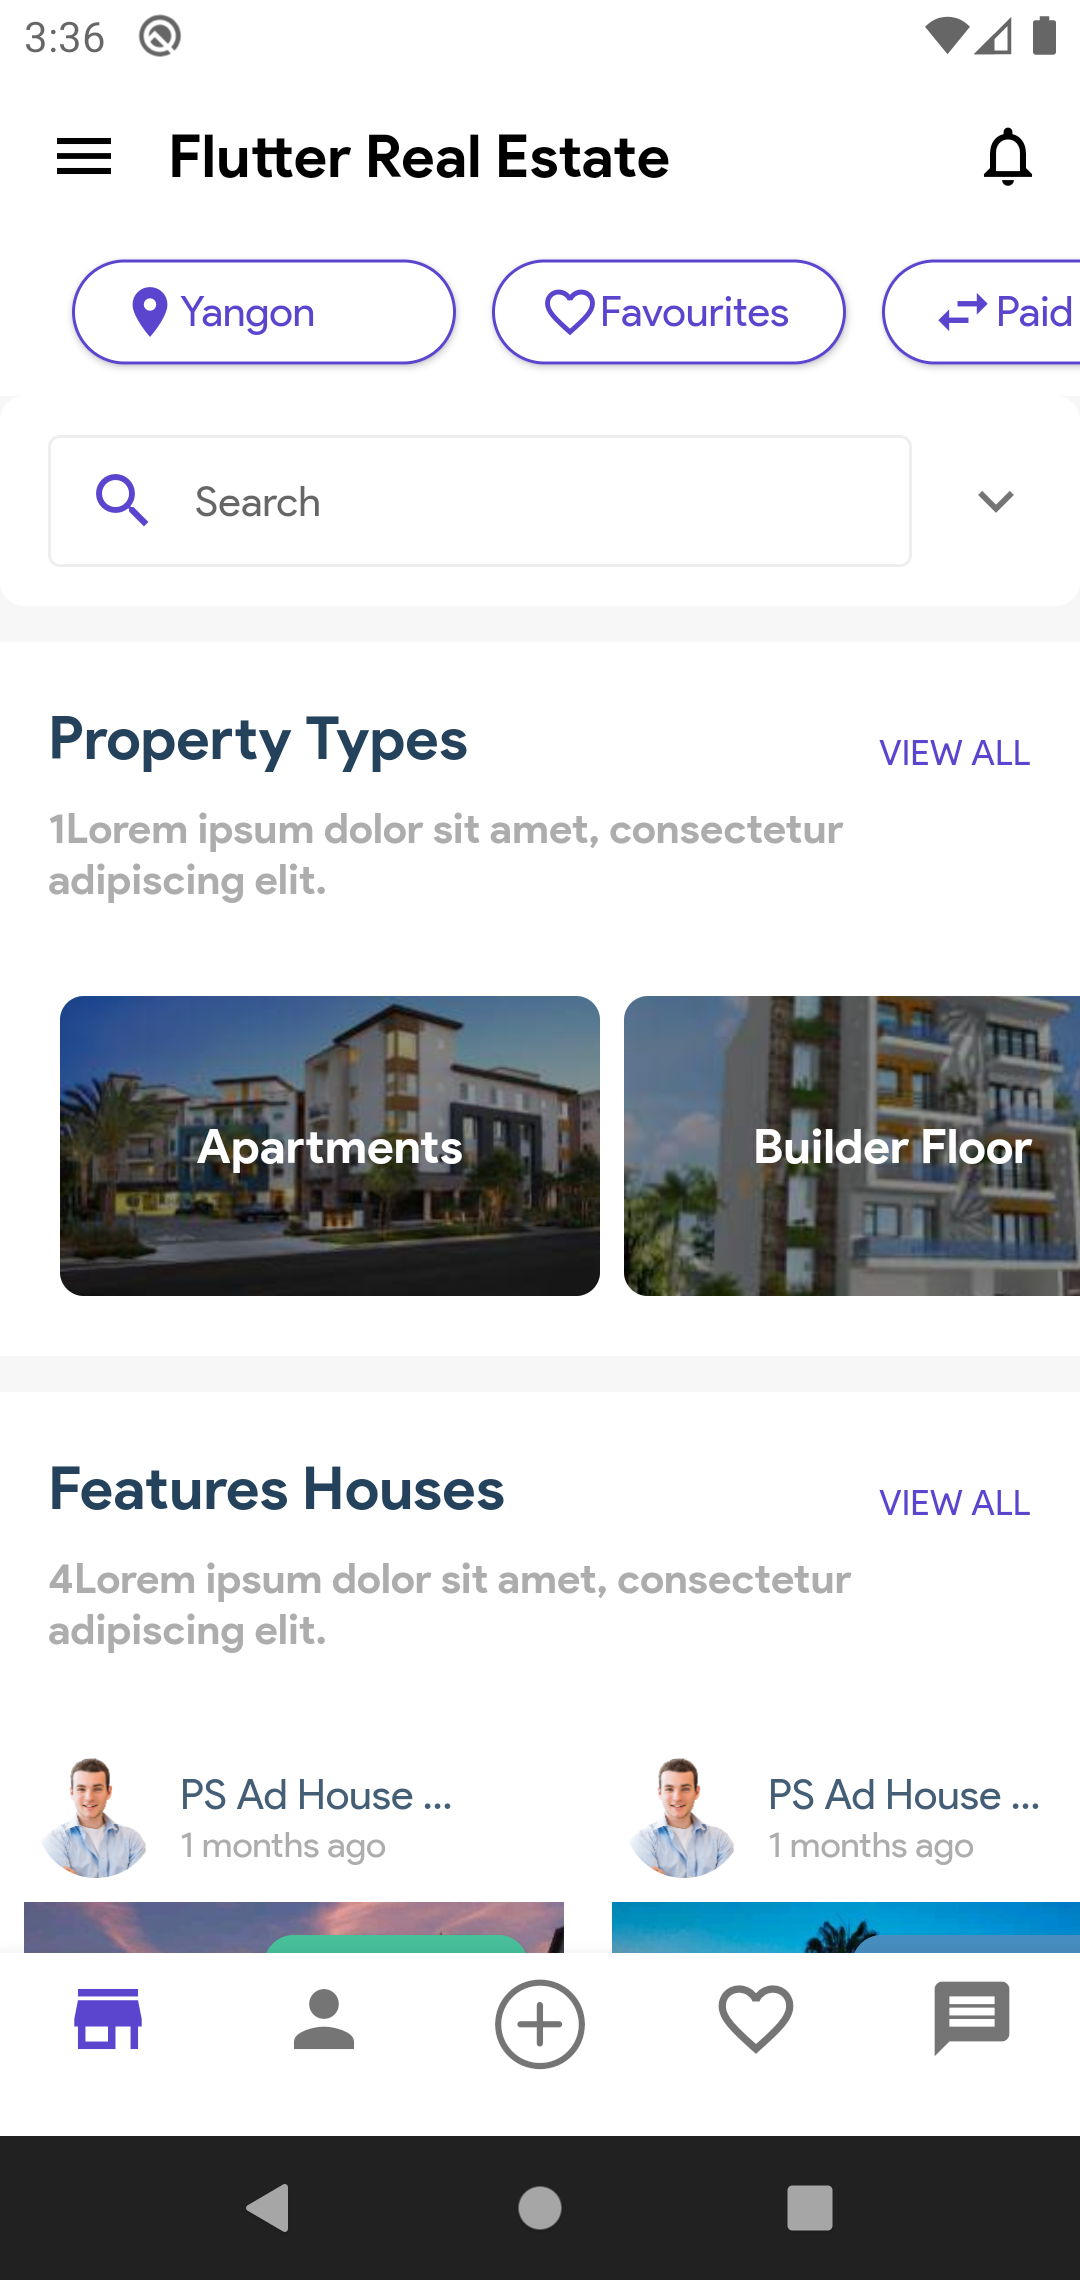 3:36
Flutter Real Estate
Yangon
Favourites
Paid
Search
Property Types
VIEW ALL
1Lorem ipsum dolor sit amet, consectetur
adipiscing elit.
Apartments
Builder Floor
Features Houses
VIEW ALL
4Lorem ipsum dolor sit amet, consectetur
adipiscing elit.
PS Ad House ...
1 months ago
PS Ad House ...
1 months ago